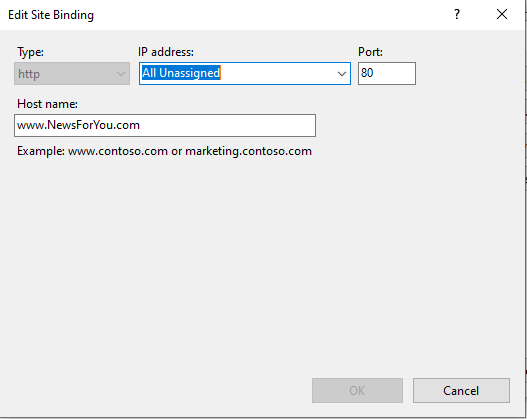 Edit Site Binding
?
Type: IP address: Port:
http All Unassigned 80
Host name:
www.NewsForYou.com
Example: www.contoso.com or marketing.contoso.com
OK Cancel